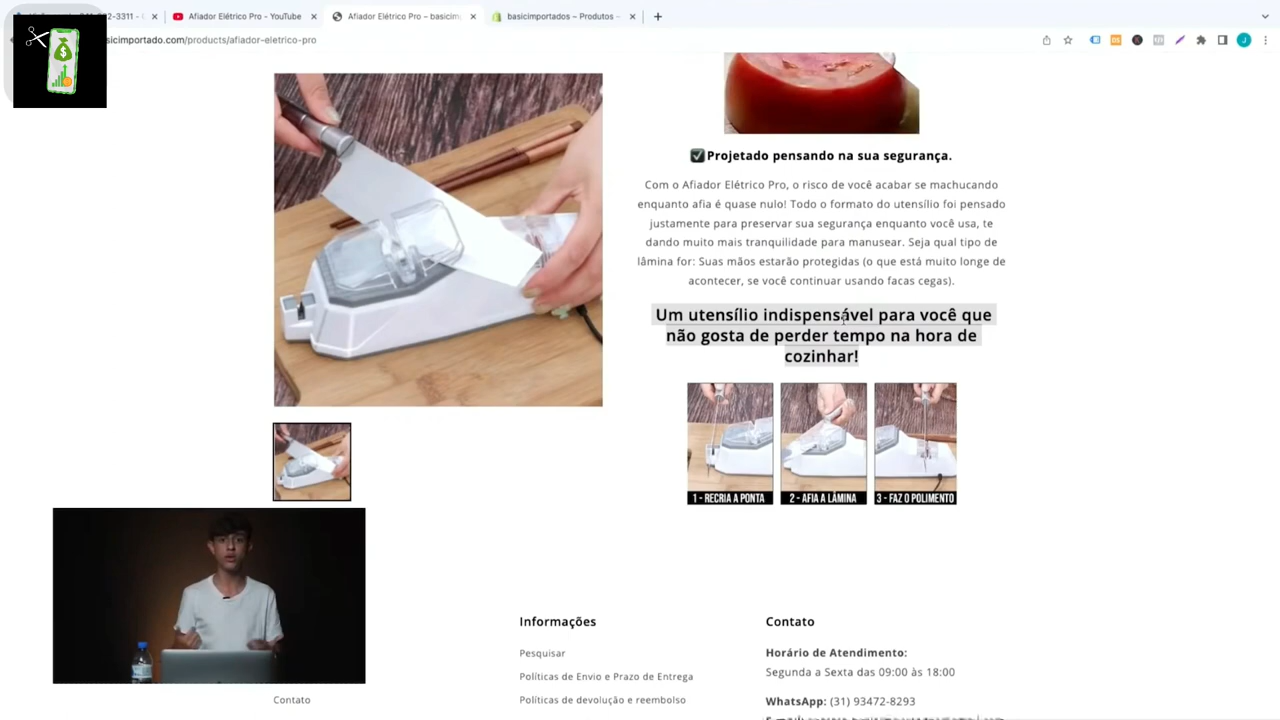 Afiador Elétrico Pro - YouTube
Afiador Elétrico Pro – basicim
basicimportados ~ Produtos ~
sicimportado.com/products/afiador-eletrico-pro
Projetado pensando na sua segurança.
Com o Afiador Elétrico Pro, o risco de você acabar se machucando
enquanto afia é quase nulo! Todo o formato do utensílio foi pensado
justamente para preservar sua segurança enquanto você usa, te
dando muito mais tranquilidade para manusear. Seja qual tipo de
lâmina for: Suas mãos estarão protegidas (o que está muito longe de
acontecer, se você continuar usando facas cegas).
Um utensílio indispensável para você que
não gosta de perder tempo na hora de
cozinhar!
1 - RECRIA A PONTA
2 - AFIA A LÂMINA
3 - FAZ O POLIMENTO
Informações
Pesquisar
Políticas de Envio e Prazo de Entrega
Políticas de devolução e reembolso
Contato
Contato
Horário de Atendimento:
Segunda a Sexta das 09:00 às 18:00
WhatsApp: (31) 93472-8293